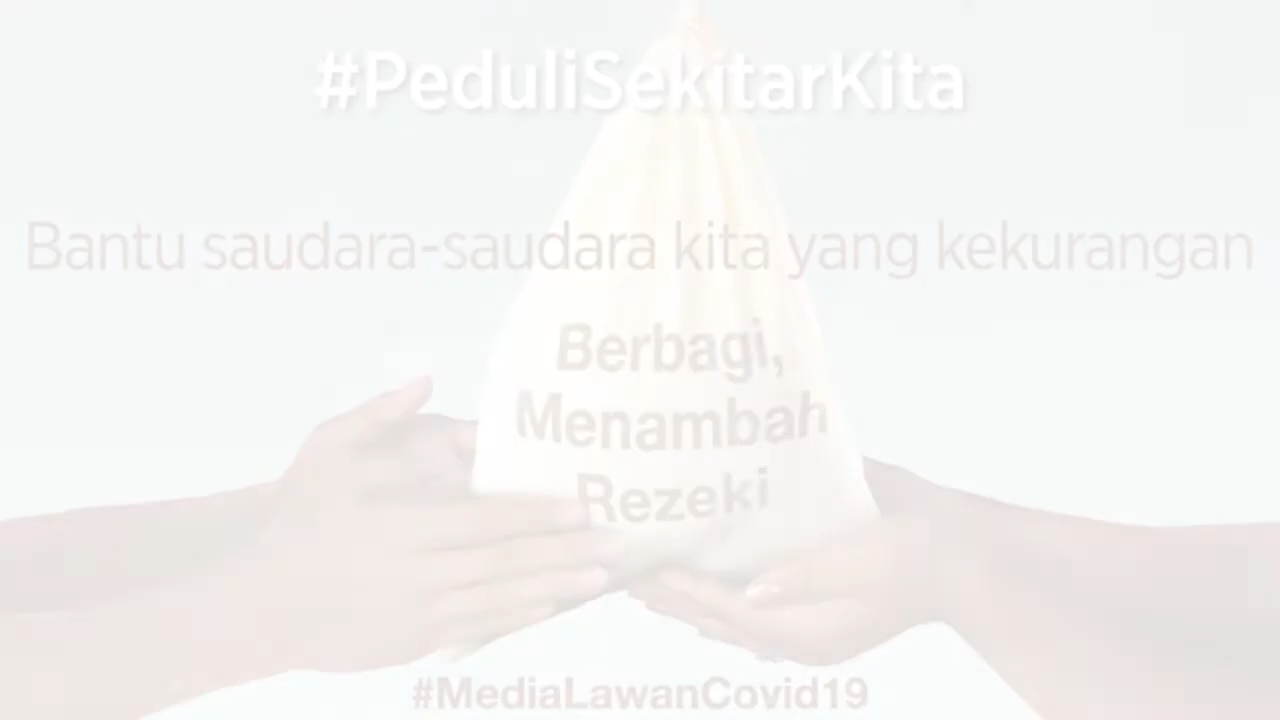 #PeduliSekitarKita
Bantu saudara-saudara kita yang kekurangan
Berbagi,
Menambah
Rezeki
#MediaLawanCovid19